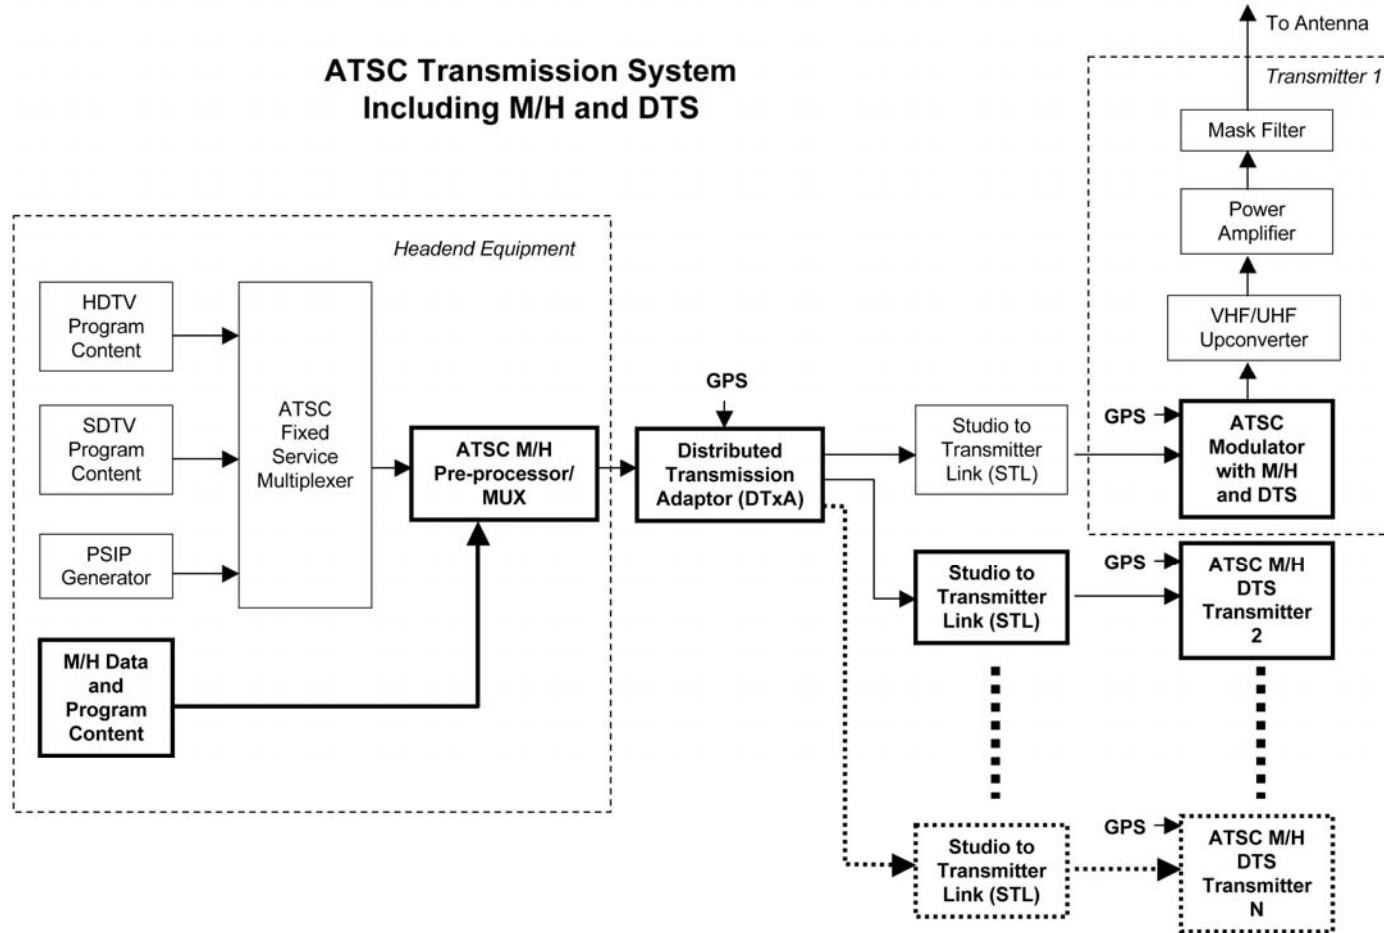 ATSC Transmission System
Including M/H and DTS
To Antenna
Transmitter 1
Mask Filter
Power
Amplifier
VHF/UHF
Upconverter
GPS
ATSC
Modulator
with M/H
and DTS
Headend Equipment
HDTV
Program
Content
SDTV
Program
Content
PSIP
Generator
M/H Data
and
Program
Content
ATSC
Fixed
Service
Multiplexer
ATSC M/H
Pre-processor/
MUX
GPS
Distributed
Transmission
Adaptor (DTxA)
Studio to
Transmitter
Link (STL)
Studio to
Transmitter
Link (STL)
GPS
ATSC M/H
DTS
Transmitter
2
Studio to
Transmitter
Link (STL)
GPS
ATSC M/H
DTS
Transmitter
N